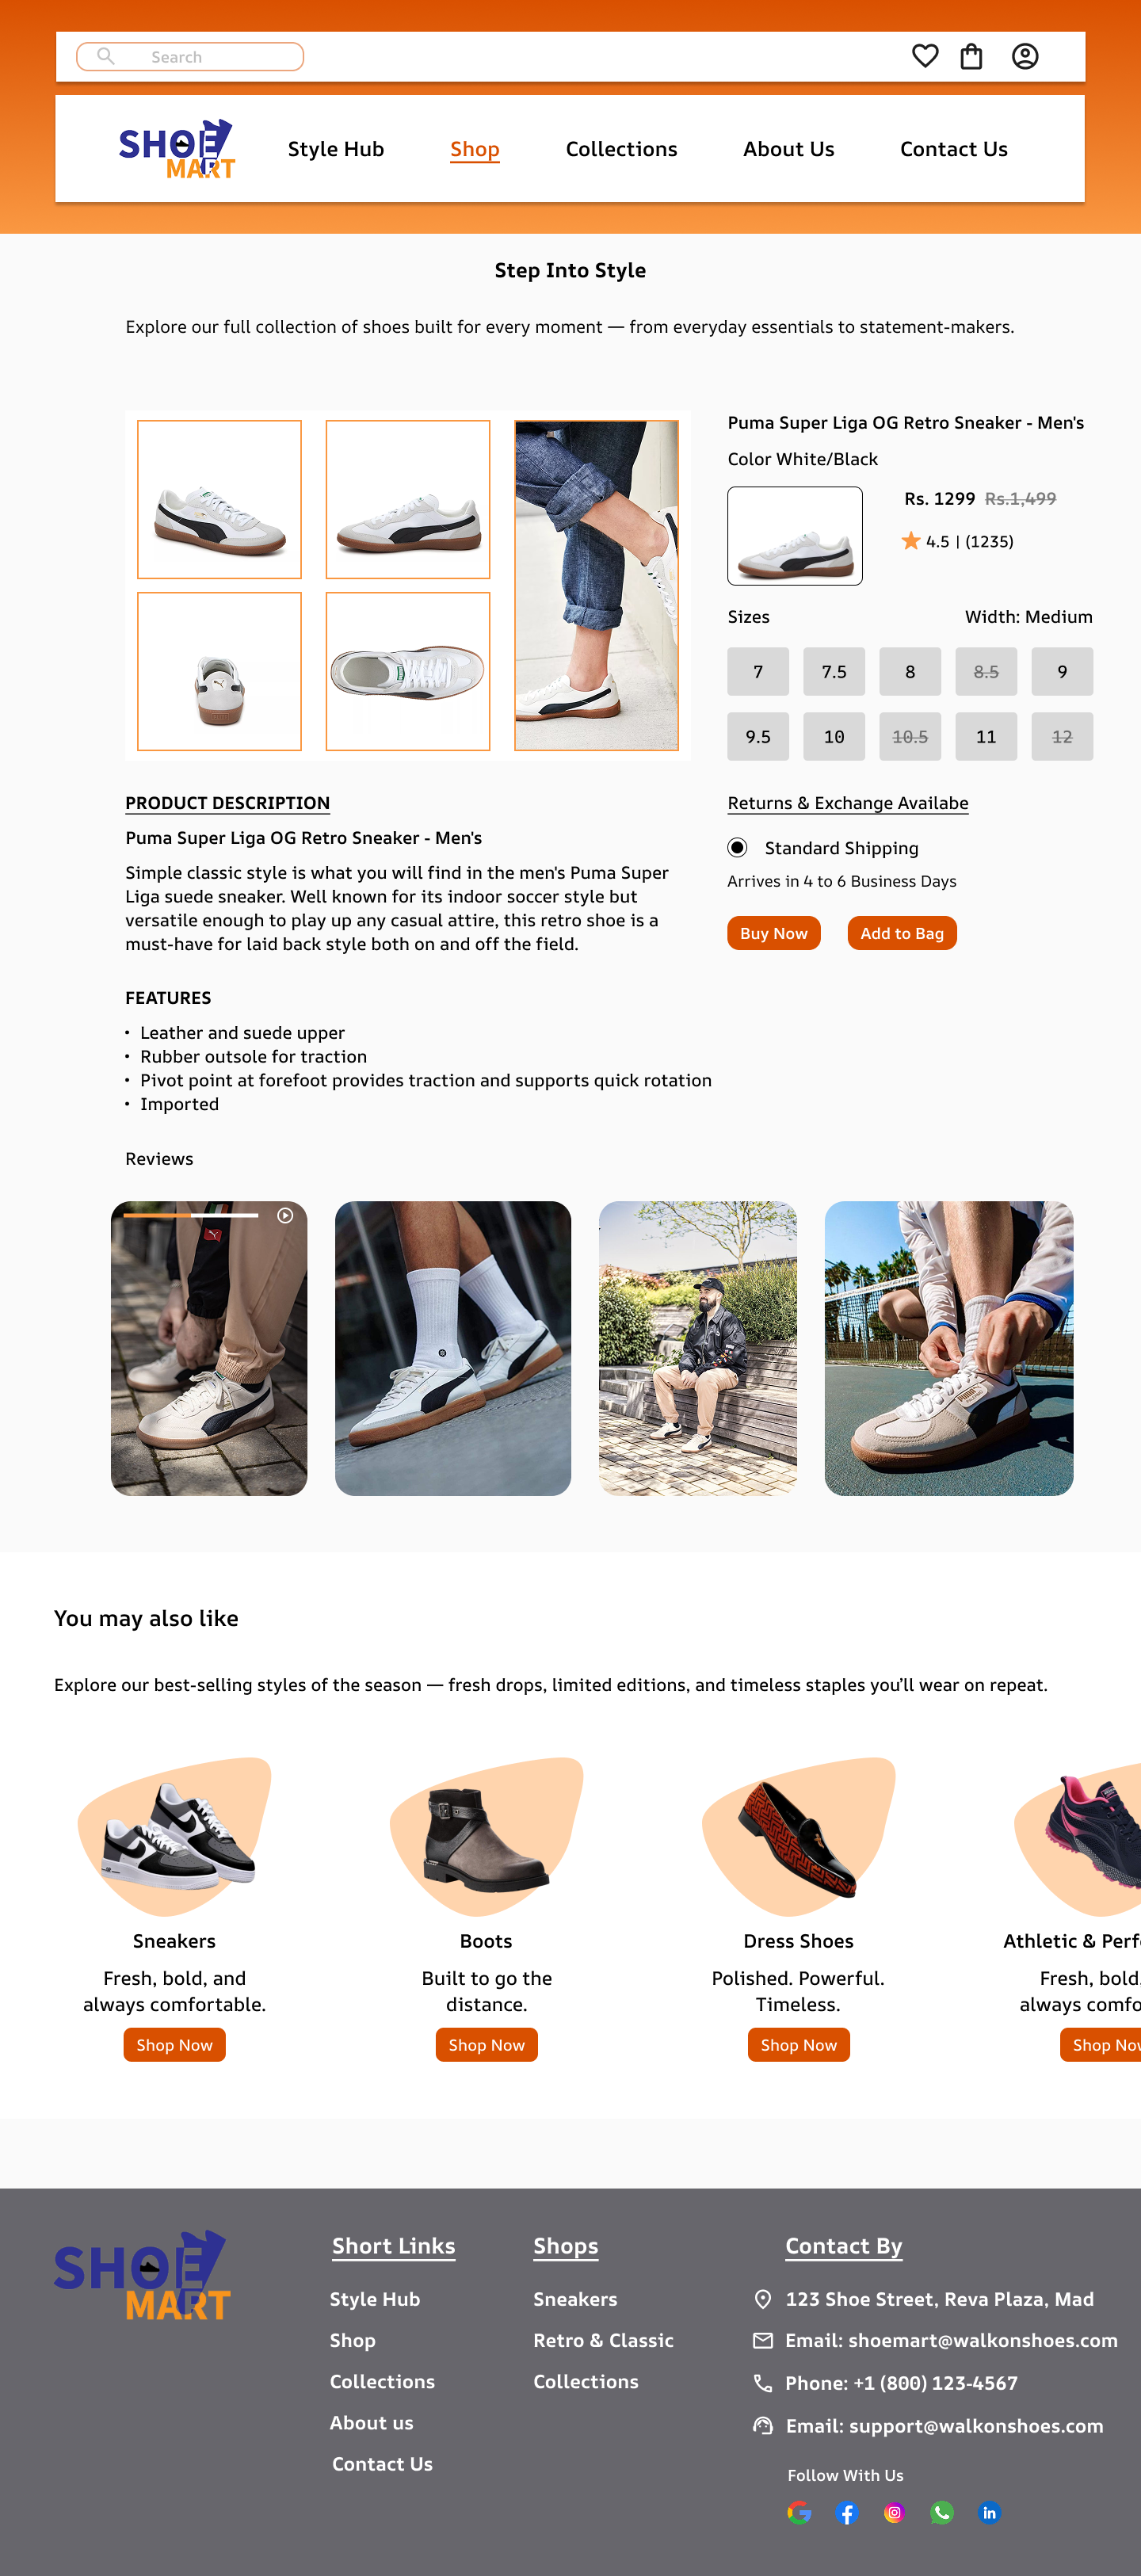 Search
SHOE
MART
Style Hub
Shop
Collections
About Us
Contact Us
Step Into Style
Explore our full collection of shoes built for every moment — from everyday essentials to statement-makers.
Puma Super Liga OG Retro Sneaker - Men's
Color White/Black
Rs. 1299 Rs.1,499
4.5 | (1235)
Sizes
Width: Medium
7
7.5
8
8.5
9
9.5
10
10.5
11
12
PRODUCT DESCRIPTION
Puma Super Liga OG Retro Sneaker - Men's
Simple classic style is what you will find in the men's Puma Super
Liga suede sneaker. Well known for its indoor soccer style but
versatile enough to play up any casual attire, this retro shoe is a
must-have for laid back style both on and off the field.
Returns & Exchange Availabe
Standard Shipping
Arrives in 4 to 6 Business Days
Buy Now
Add to Bag
FEATURES
• Leather and suede upper
• Rubber outsole for traction
• Pivot point at forefoot provides traction and supports quick rotation
• Imported
Reviews
You may also like
Explore our best-selling styles of the season — fresh drops, limited editions, and timeless staples you’ll wear on repeat.
Sneakers
Fresh, bold, and
always comfortable.
Shop Now
Boots
Built to go the
distance.
Shop Now
Dress Shoes
Polished. Powerful.
Timeless.
Shop Now
Athletic & Perf
Fresh, bold,
always comfo
Shop Now
SHOE
MART
Short Links
Style Hub
Shop
Collections
About us
Contact Us
Shops
Sneakers
Retro & Classic
Collections
Contact By
123 Shoe Street, Reva Plaza, Mad
Email: shoemart@walkonshoes.com
Phone: +1 (800) 123-4567
Email: support@walkonshoes.com
Follow With Us